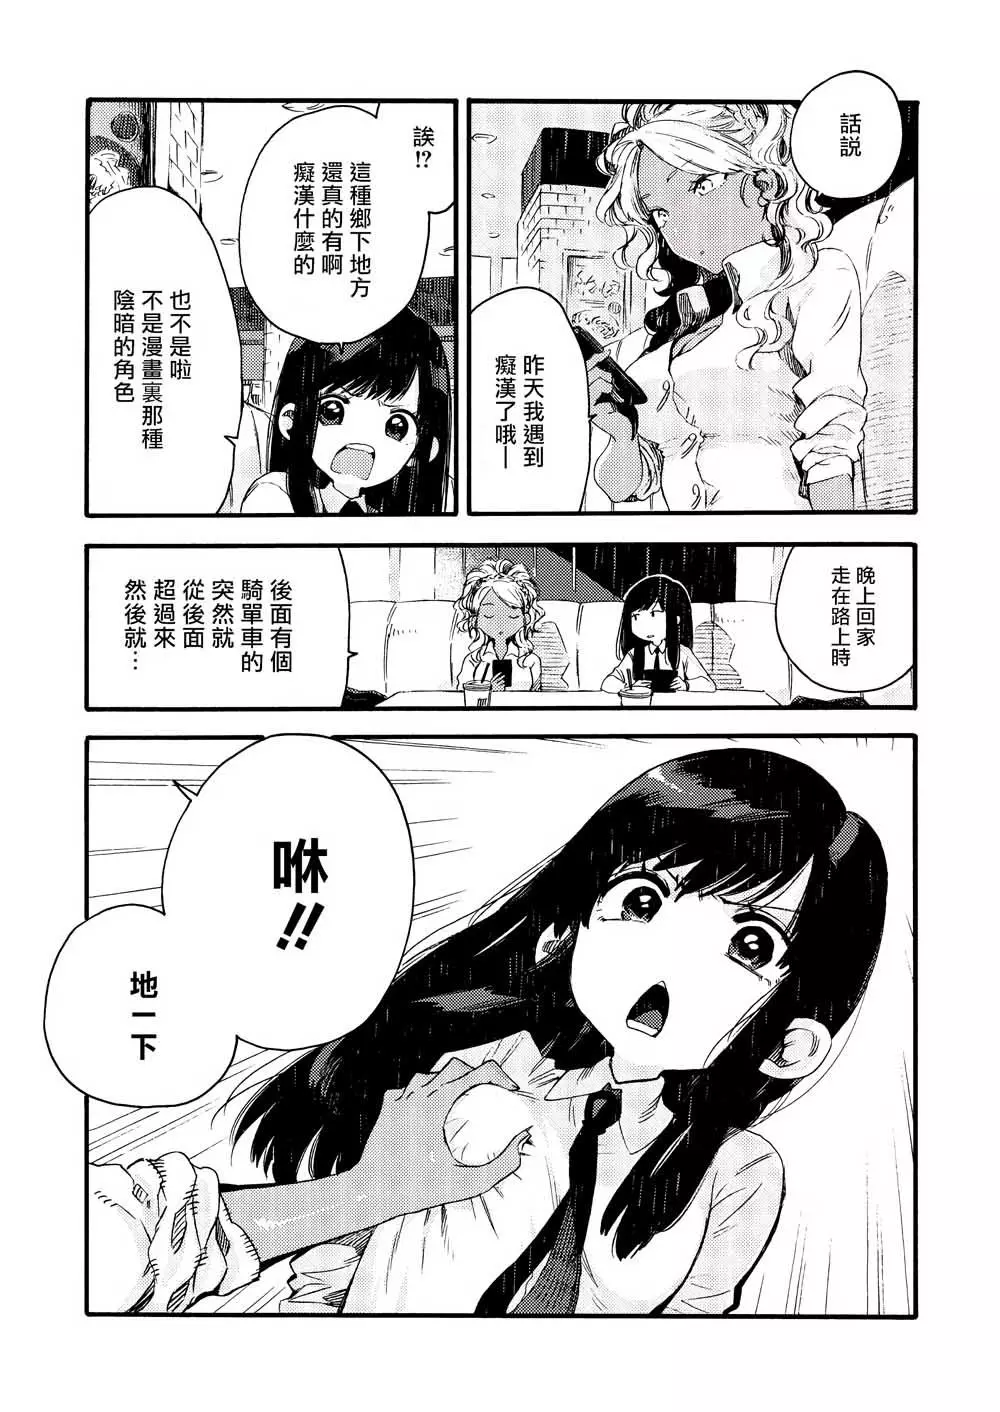 話説
昨天我遇到
癡漢了哦—
誒!?
這種鄉下地方
還真的有啊
癡漢什麼的
也不是啦
不是漫畫裏那種
陰暗的角色
晚上回家
走在路上時
後面有個
騎單車的
突然就
從後面
超過來
然後就…
咻!!
地一下